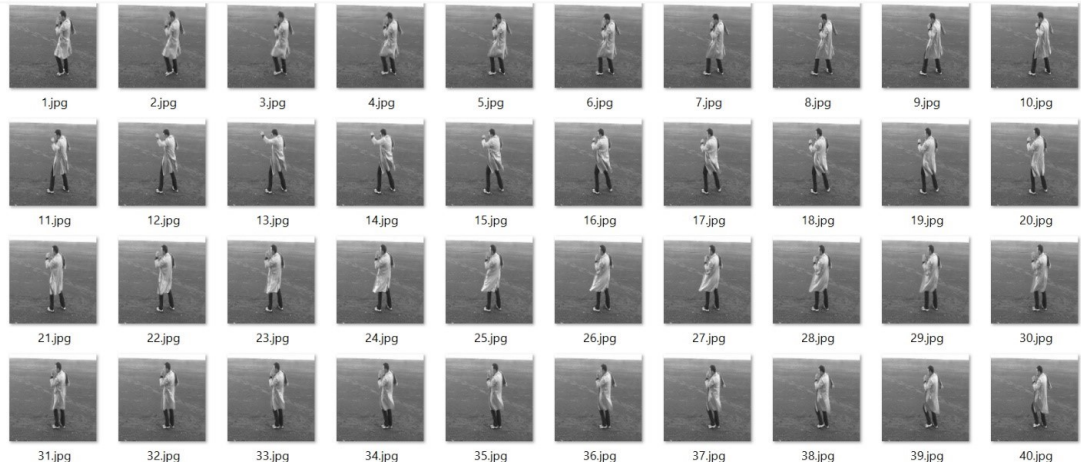 1.jpg 2.jpg 3.jpg 4.jpg 5.jpg 6.jpg 7.jpg 8.jpg 9.jpg 10.jpg
11.jpg 12.jpg 13.jpg 14.jpg 15.jpg 16.jpg 17.jpg 18.jpg 19.jpg 20.jpg
21.jpg 22.jpg 23.jpg 24.jpg 25.jpg 26.jpg 27.jpg 28.jpg 29.jpg 30.jpg
31.jpg 32.jpg 33.jpg 34.jpg 35.jpg 36.jpg 37.jpg 38.jpg 39.jpg 40.jpg